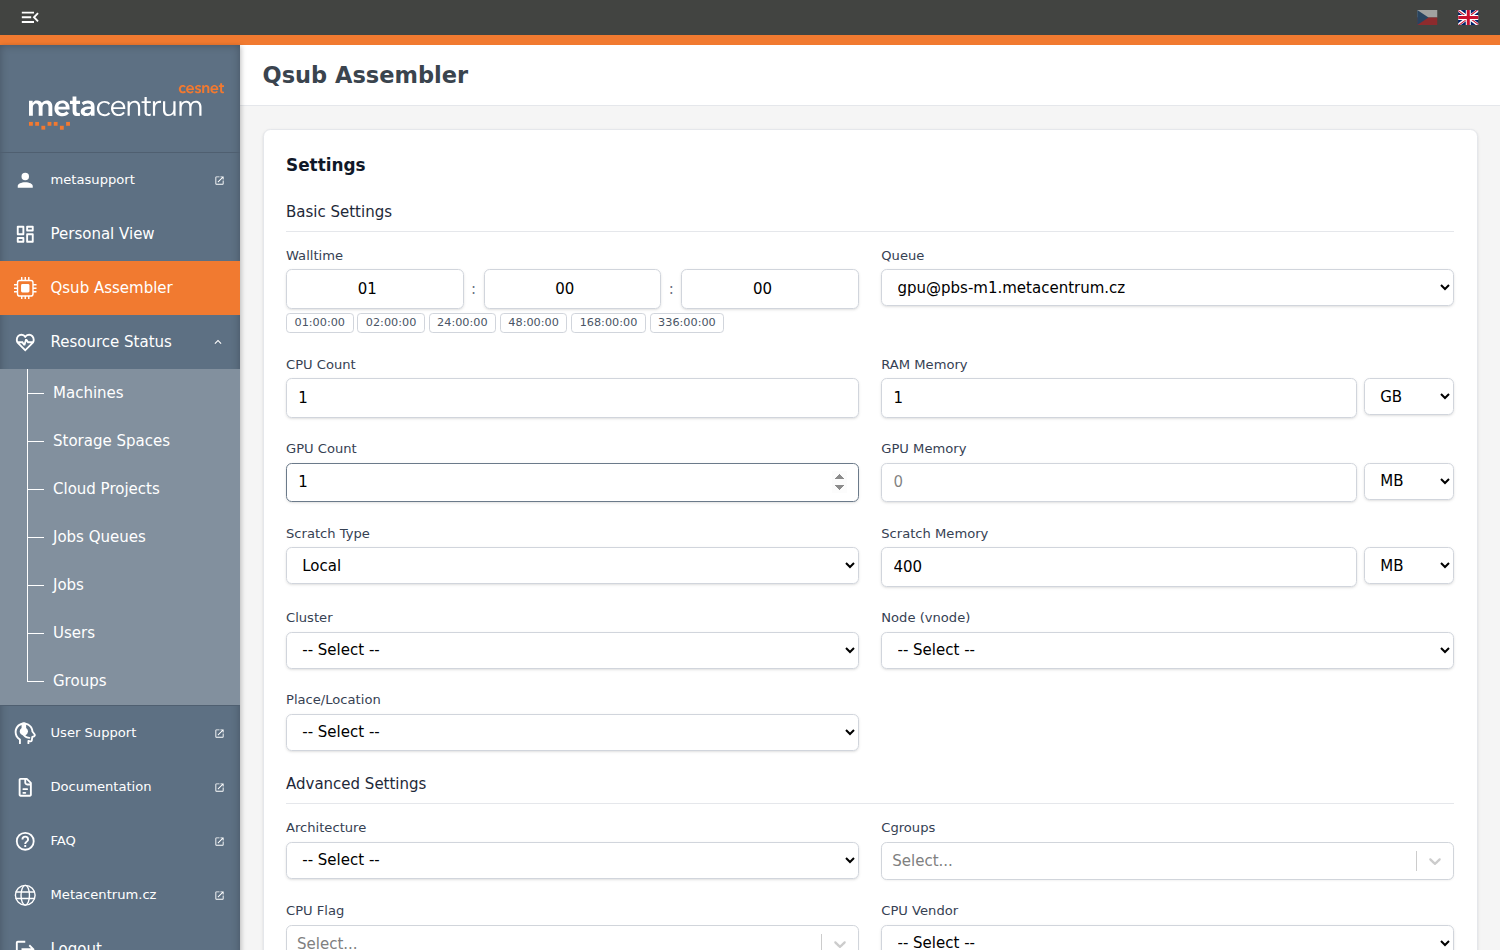 cesnet
metacentrum
metasupport
Personal View
Qsub Assembler
Resource Status
Machines
Storage Spaces
Cloud Projects
Jobs Queues
Jobs
Users
Groups
User Support
Documentation
FAQ
Metacentrum.cz
Logout
Qsub Assembler
Settings
Basic Settings
Walltime
01 : 00 : 00
01:00:00 02:00:00 24:00:00 48:00:00 168:00:00 336:00:00
Queue
gpu@pbs-m1.metacentrum.cz
CPU Count
1
RAM Memory
1 GB
GPU Count
1
GPU Memory
0 MB
Scratch Type
Local
Scratch Memory
400 MB
Cluster
-- Select --
Node (vnode)
-- Select --
Place/Location
-- Select --
Advanced Settings
Architecture
-- Select --
Cgroups
Select...
CPU Flag
Select...
CPU Vendor
-- Select --